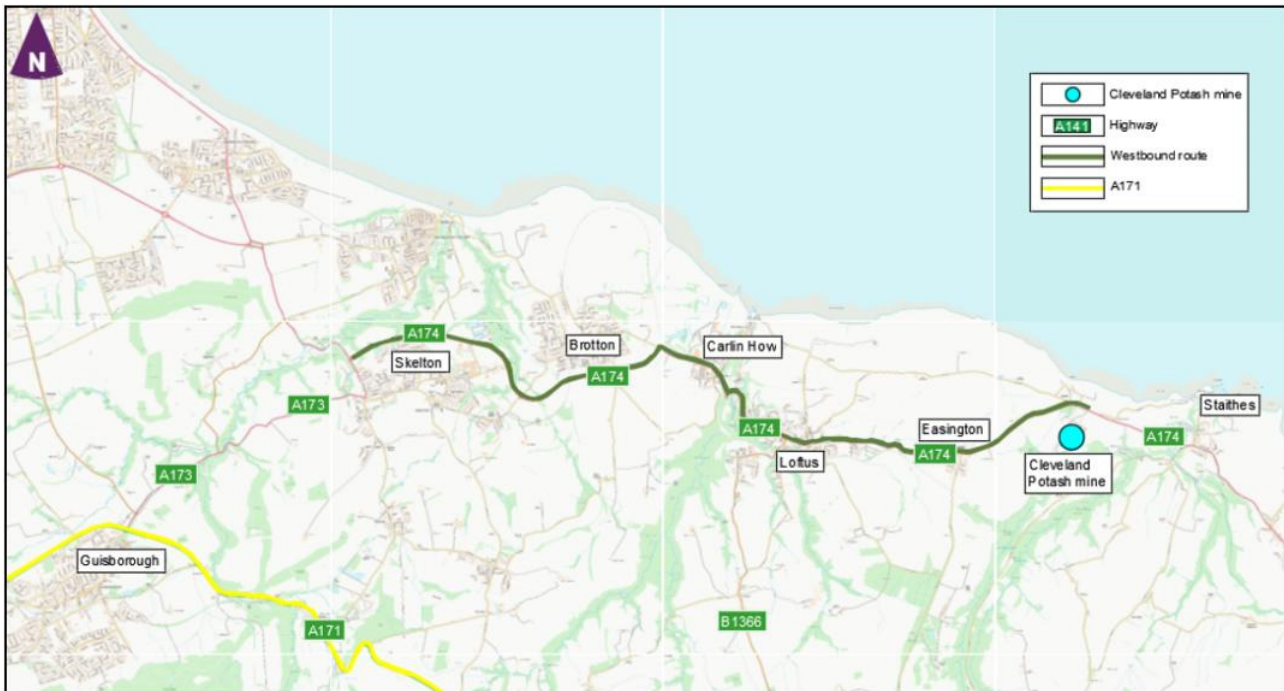 N
Cleveland Potash mine
A141
Highway
Westbound route
A171
A174
Brotton
Carlin How
Skelton
A174
A173
A174
Easington
Staithes
A174
A174
Loftus
Cleveland
Potash mine
A173
Guisborough
B1366
A171